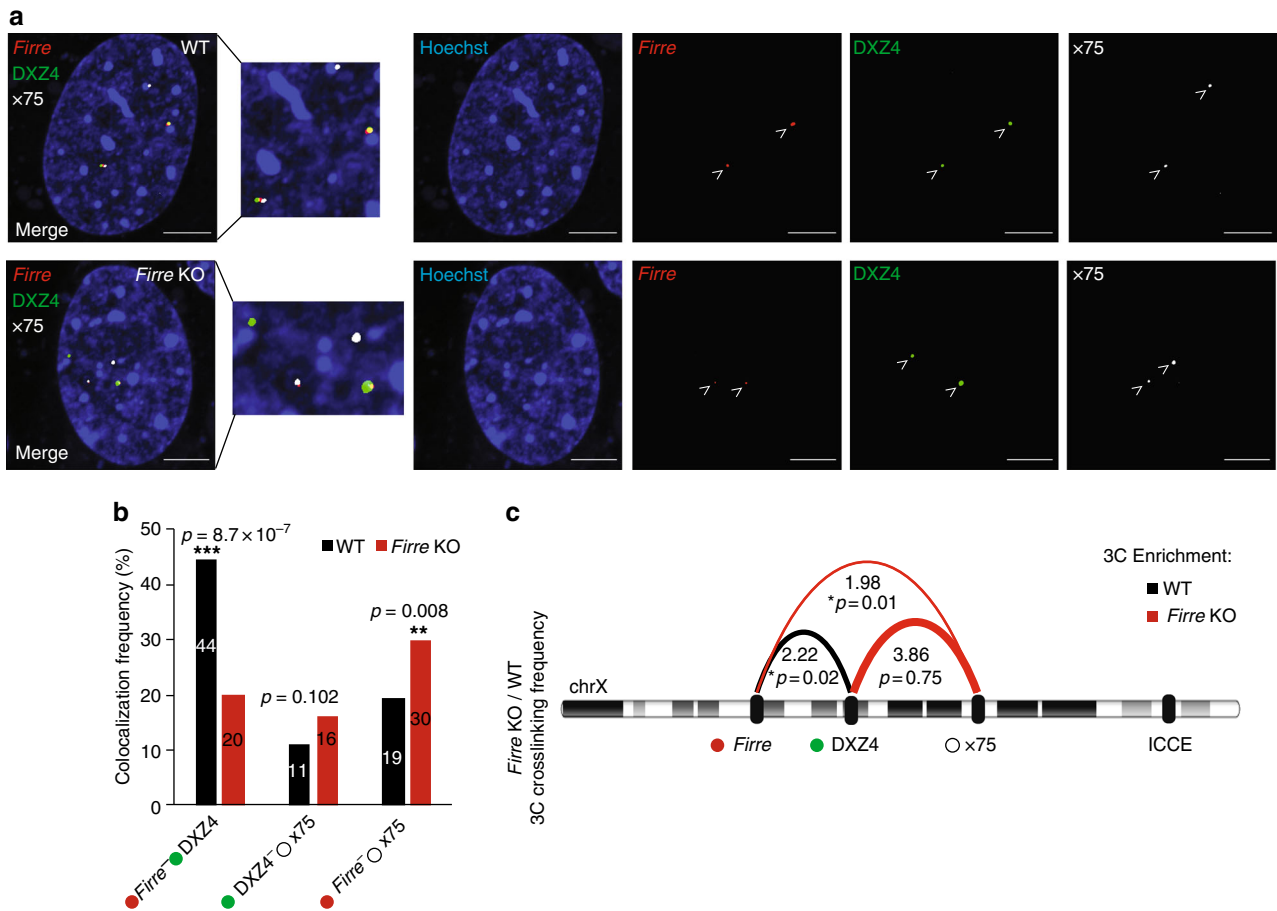 a
Firre
WT
DXZ4
×75
Merge
Hoechst
Firre
DXZ4
×75
Firre
Firre KO
DXZ4
×75
Merge
Hoechst
Firre
DXZ4
×75
b
Colocalization frequency (%)
50
40
30
20
10
0
p = 8.7 × 10⁻⁷
***
WT
Firre KO
p = 0.008
**
p = 0.102
44
20
11
16
19
30
Firre – DXZ4
DXZ4 – x75
Firre – x75
c
Firre KO / WT
3C crosslinking frequency
3C Enrichment:
WT
Firre KO
1.98
*p = 0.01
2.22
*p = 0.02
3.86
p = 0.75
chrX
Firre
DXZ4
×75
ICCE